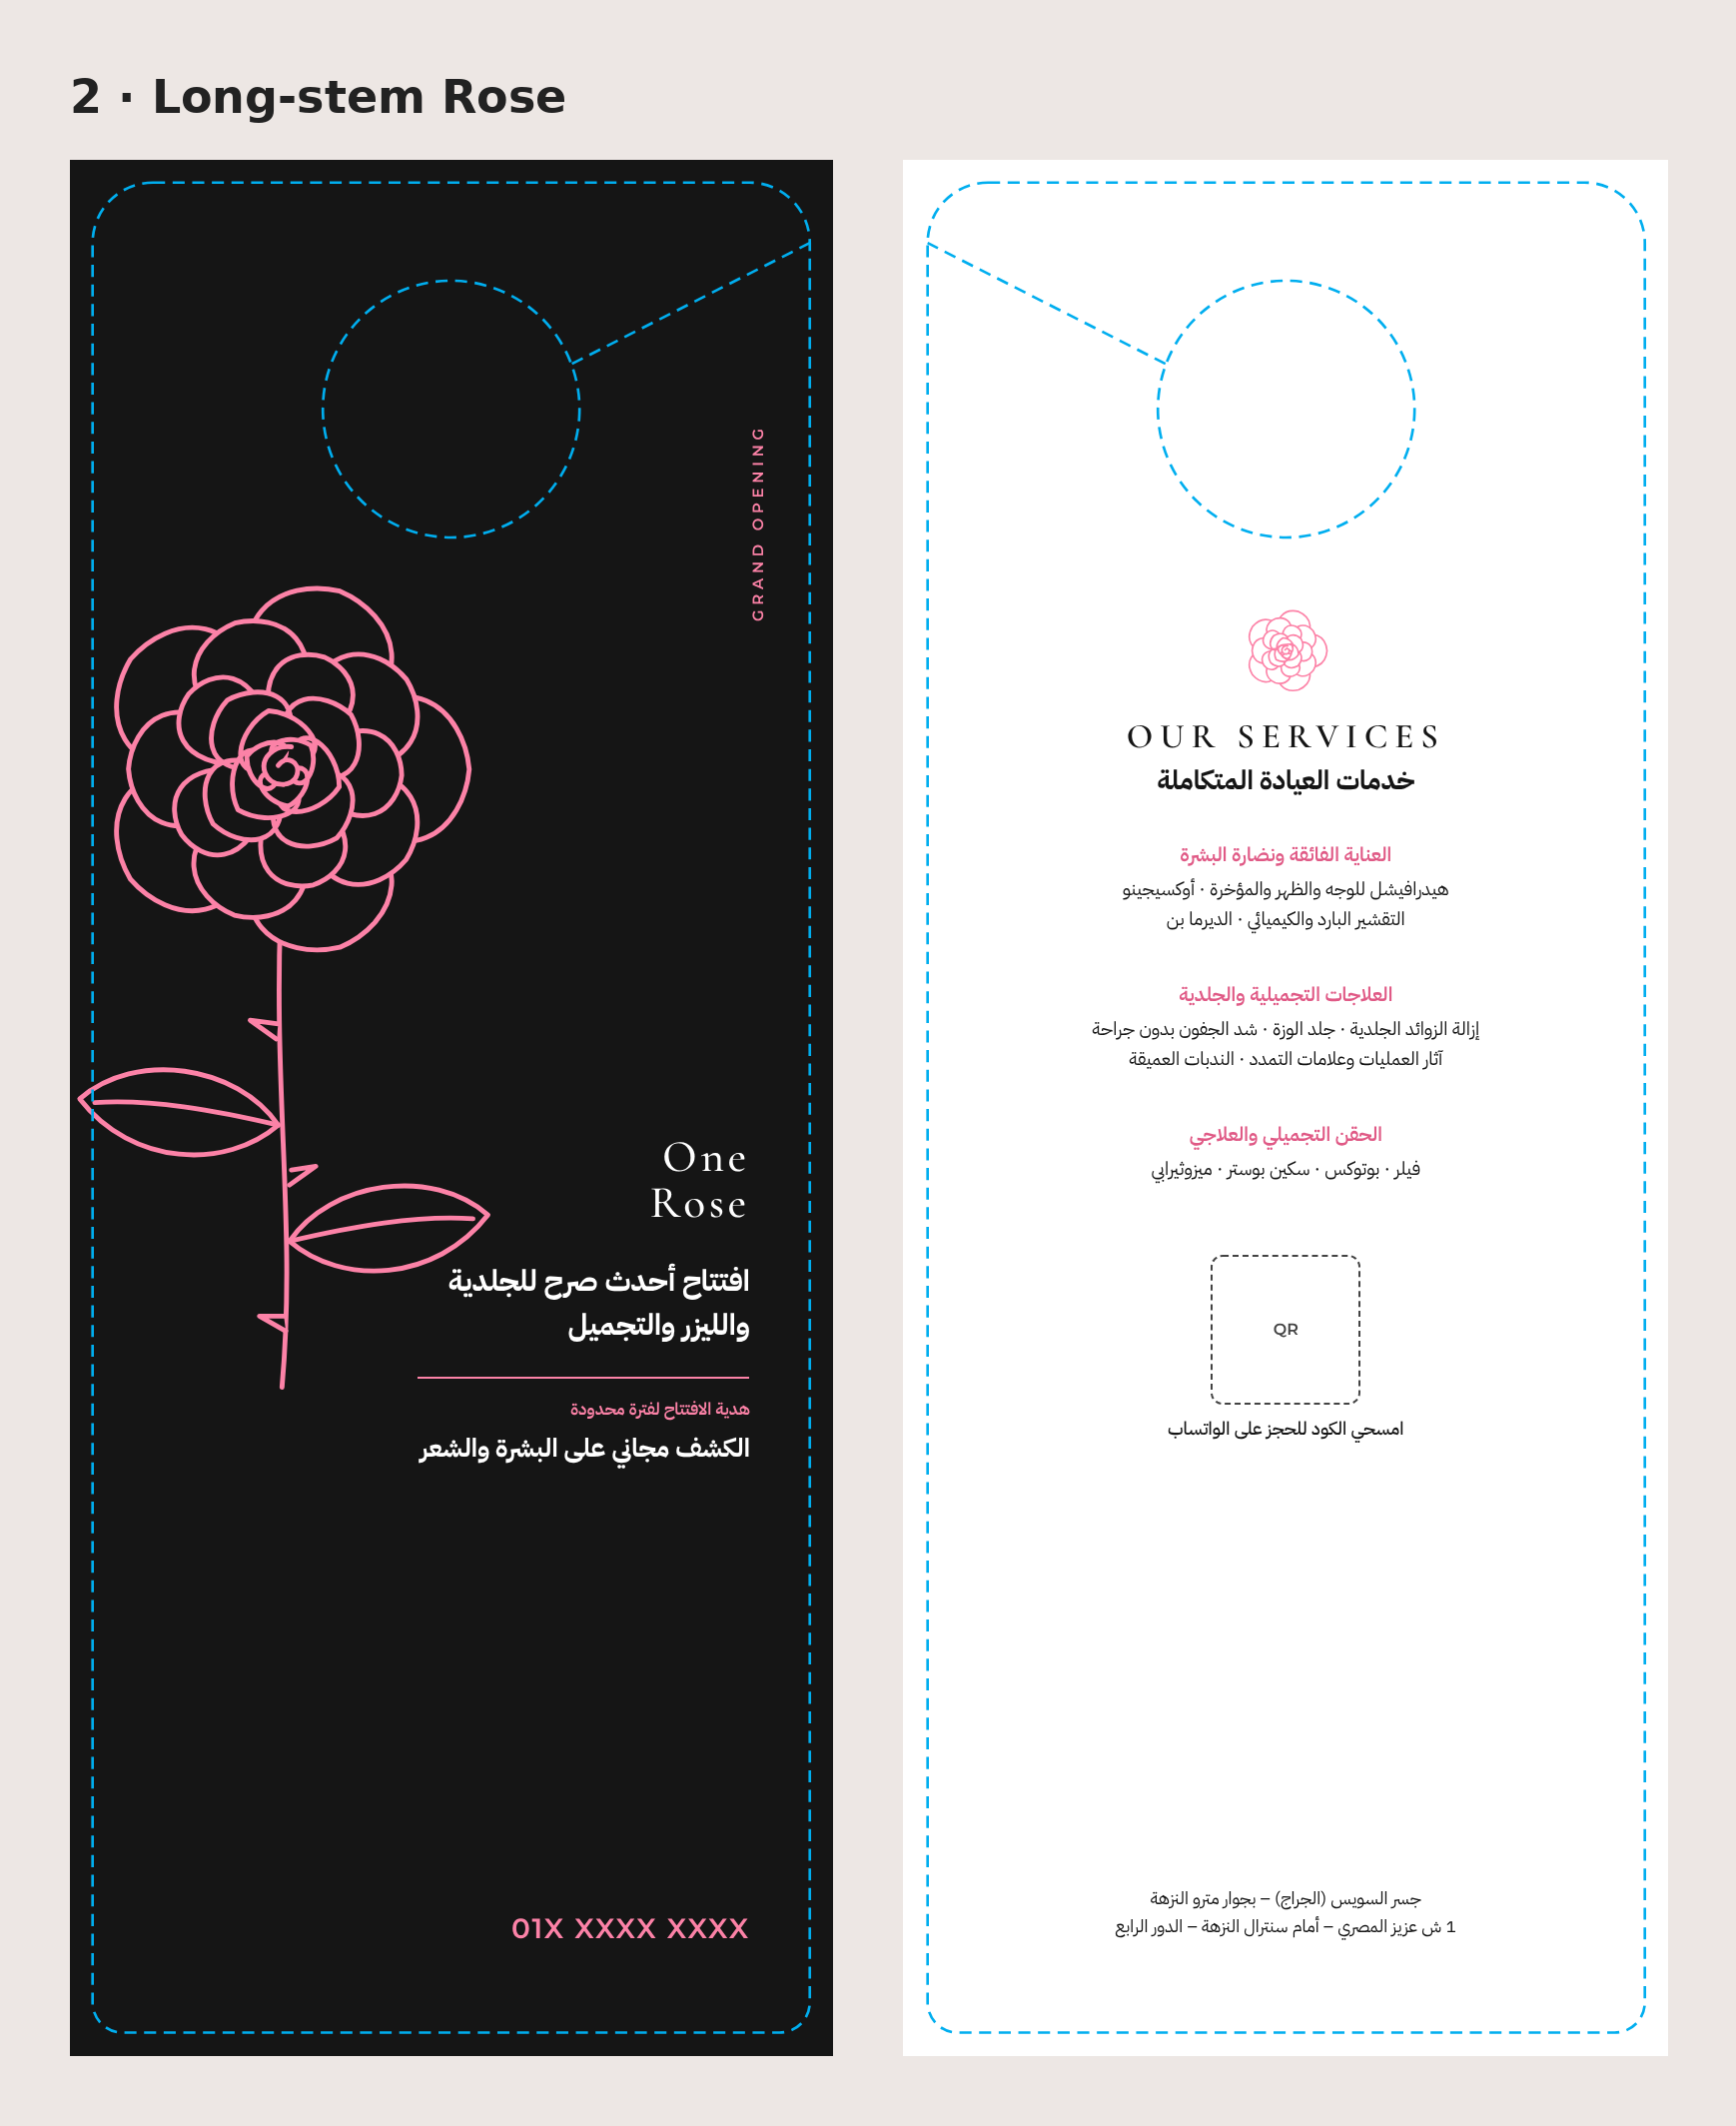 2 · Long-stem Rose
GRAND OPENING
One
Rose
افتتاح أحدث صرح للجلدية
والليزر والتجميل
هدية الافتتاح لفترة محدودة
الكشف مجاني على البشرة والشعر
01X XXXX XXXX
OUR SERVICES
خدمات العيادة المتكاملة
العناية الفائقة ونضارة البشرة
هيدرافيشل للوجه والظهر والمؤخرة · أوكسيجينو
التقشير البارد والكيميائي · الديرما بن
العلاجات التجميلية والجلدية
إزالة الزوائد الجلدية · جلد الوزة · شد الجفون بدون جراحة
آثار العمليات وعلامات التمدد · الندبات العميقة
الحقن التجميلي والعلاجي
فيلر · بوتوكس · سكين بوستر · ميزوثيرابي
QR
امسحي الكود للحجز على الواتساب
جسر السويس (الجراج) – بجوار مترو النزهة
1 ش عزيز المصري – أمام سنترال النزهة – الدور الرابع